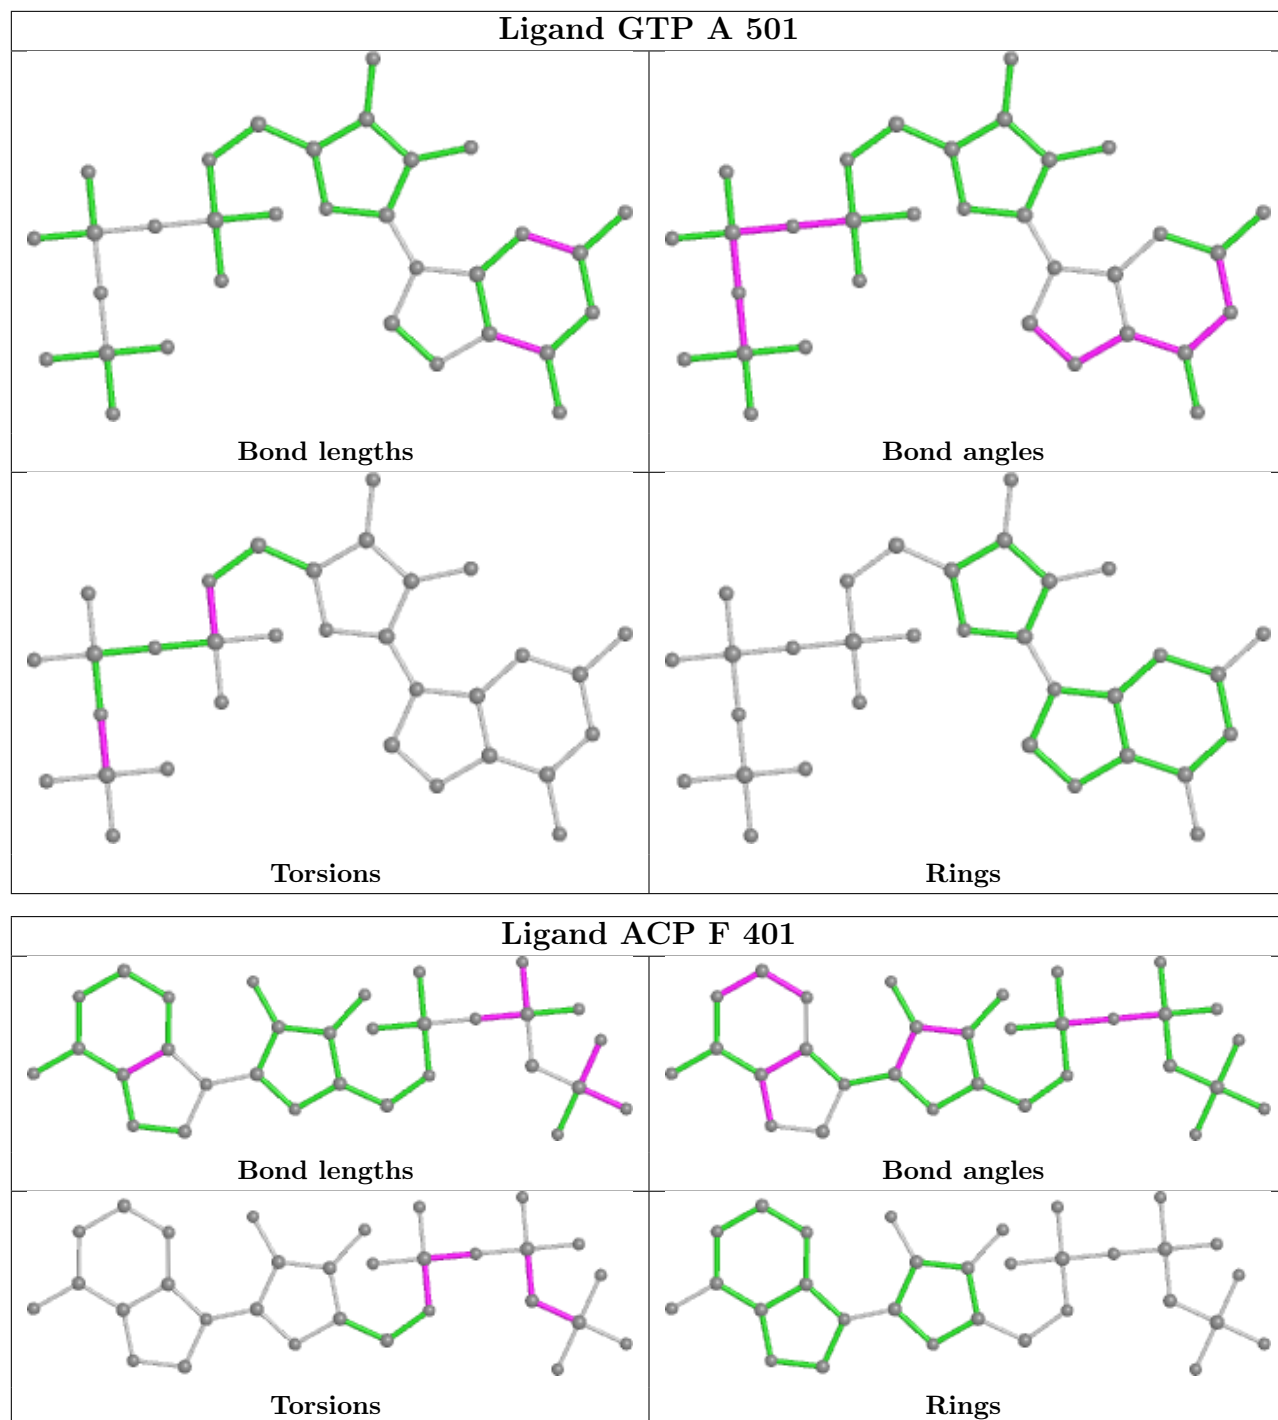 Ligand GTP A 501
Bond lengths
Bond angles
Torsions
Rings
Ligand ACP F 401
Bond lengths
Bond angles
Torsions
Rings